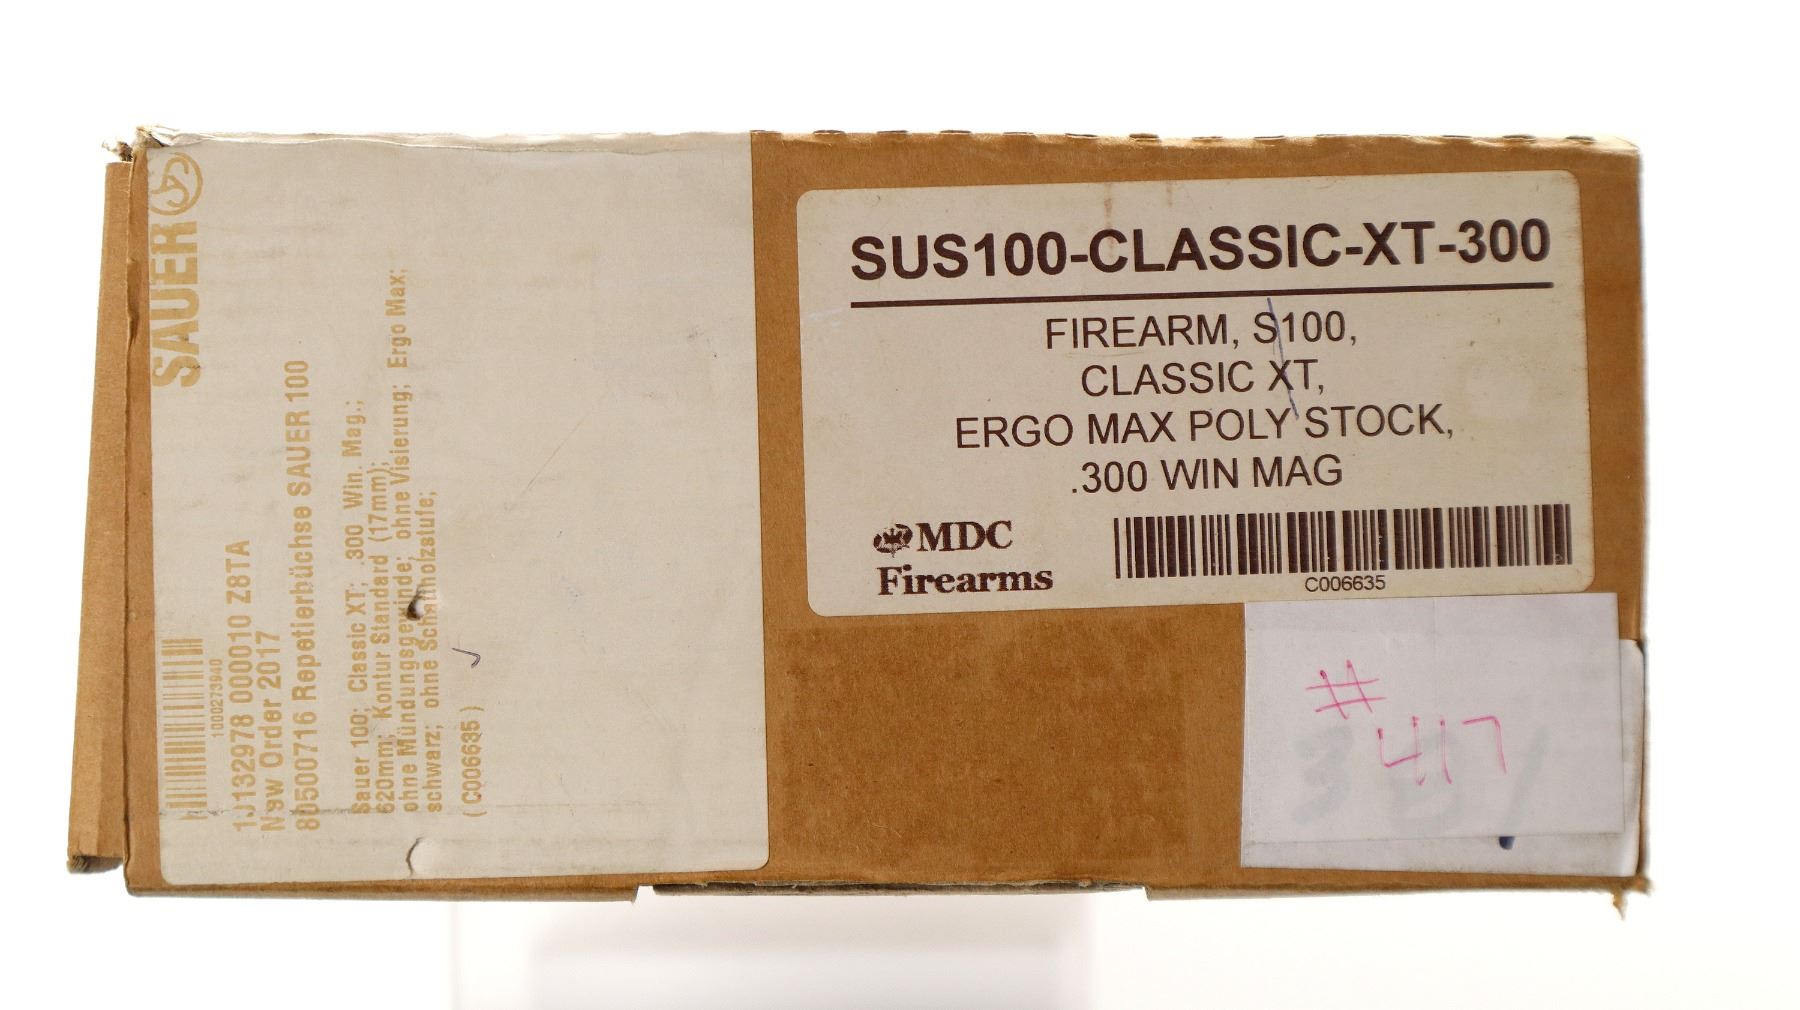 SAUER
1000273940
1J132978 000010 Z8TA
New Order 2017
80500716 Repetierbüchse SAUER 100
Sauer 100; Classic XT; .300 Win. Mag.;
620mm; Kontur Standard (17mm);
ohne Mündungsgewinde; ohne Visierung; Ergo Max;
schwarz; ohne Schaftholzstufe;
(C006635 )
SUS100-CLASSIC-XT-300
FIREARM, S100,
CLASSIC XT,
ERGO MAX POLY STOCK,
.300 WIN MAG
MDC
Firearms
C006635
#
417